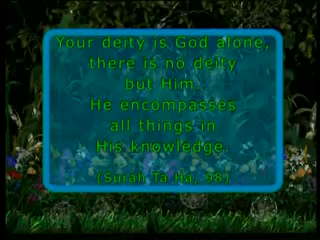 Your deity is God alone,
there is no deity
but Him.
He encompasses
all things in
His knowledge.
(Surah Ta Ha, 98)